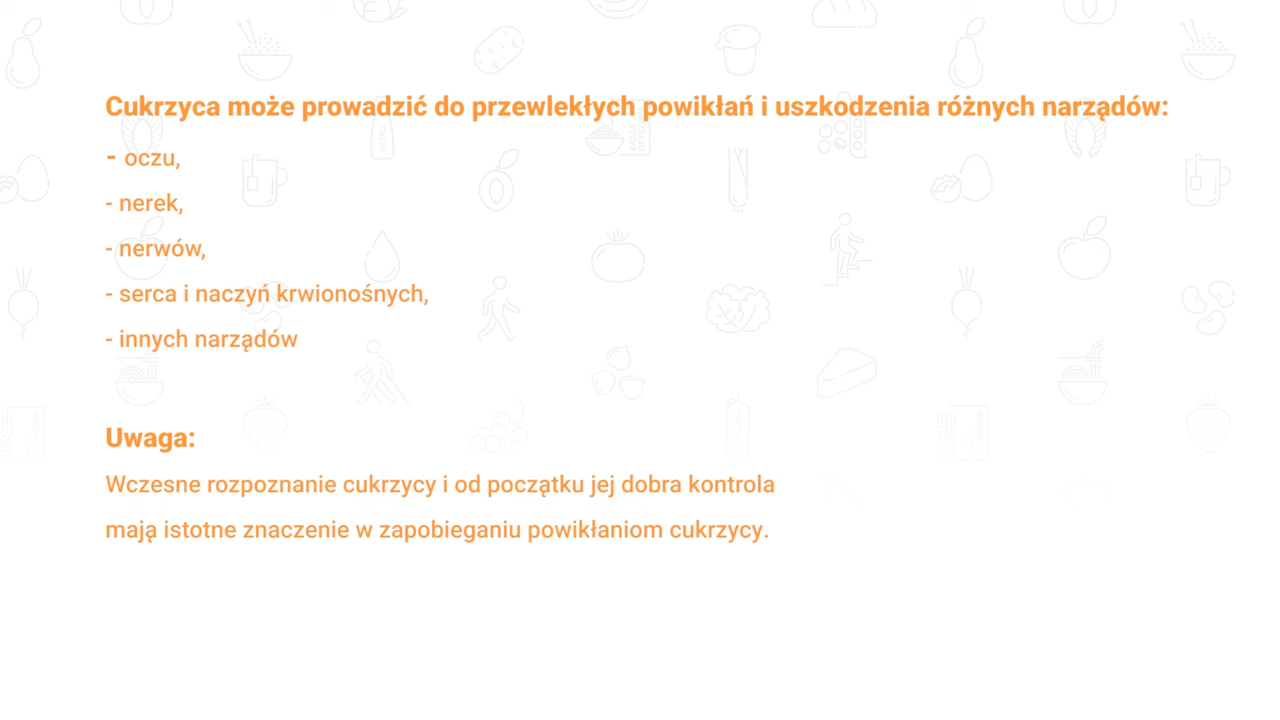 Cukrzyca może prowadzić do przewlekłych powikłań i uszkodzenia różnych narządów:
- oczu,
- nerek,
- nerwów,
- serca i naczyń krwionośnych,
- innych narządów
Uwaga:
Wczesne rozpoznanie cukrzycy i od początku jej dobra kontrola
mają istotne znaczenie w zapobieganiu powikłaniom cukrzycy.